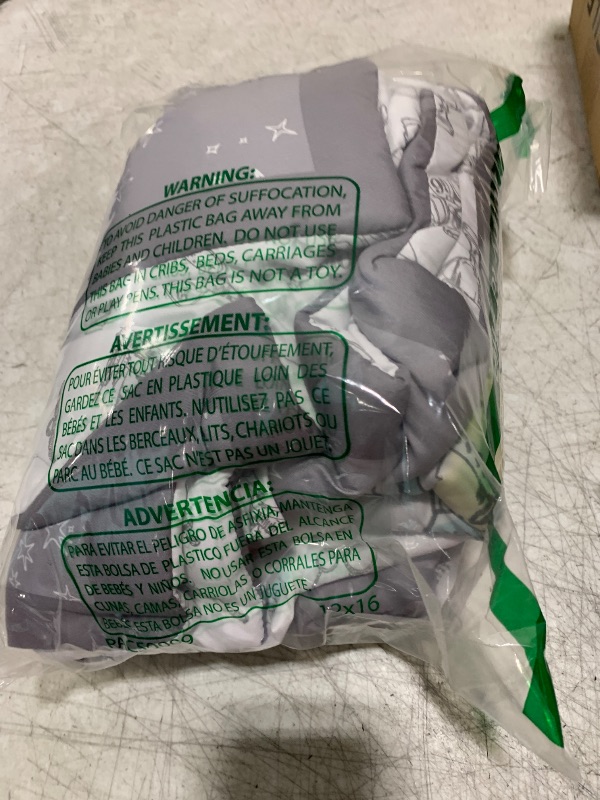 WARNING:
TO AVOID DANGER OF SUFFOCATION,
KEEP THIS PLASTIC BAG AWAY FROM
BABIES AND CHILDREN. DO NOT USE
THIS BAG IN CRIBS, BEDS, CARRIAGES
OR PLAY PENS. THIS BAG IS NOT A TOY.
AVERTISSEMENT:
POUR EVITER TOUT RISQUE D'ÉTOUFFEMENT,
GARDEZ CE SAC EN PLASTIQUE LOIN DES
BÉBÉS ET LES ENFANTS. N'UTILISEZ PAS CE
SAC DANS LES BERCEAUX, LITS, CHARIOTS OU
PARC AU BÉBÉ. CE SAC N'EST PAS UN JOUET.
ADVERTENCIA:
PARA EVITAR EL PELIGRO DE ASFIXIA, MANTENGA
ESTA BOLSA DE PLASTICO FUERA DEL ALCANCE
DE BEBÉS Y NIÑOS. NO USAR ESTA BOLSA EN
CUNAS, CAMAS, CARRIOLAS O CORRALES PARA
BEBÉS ESTA BOLSA NO ES UN JUGUETE.
12x16